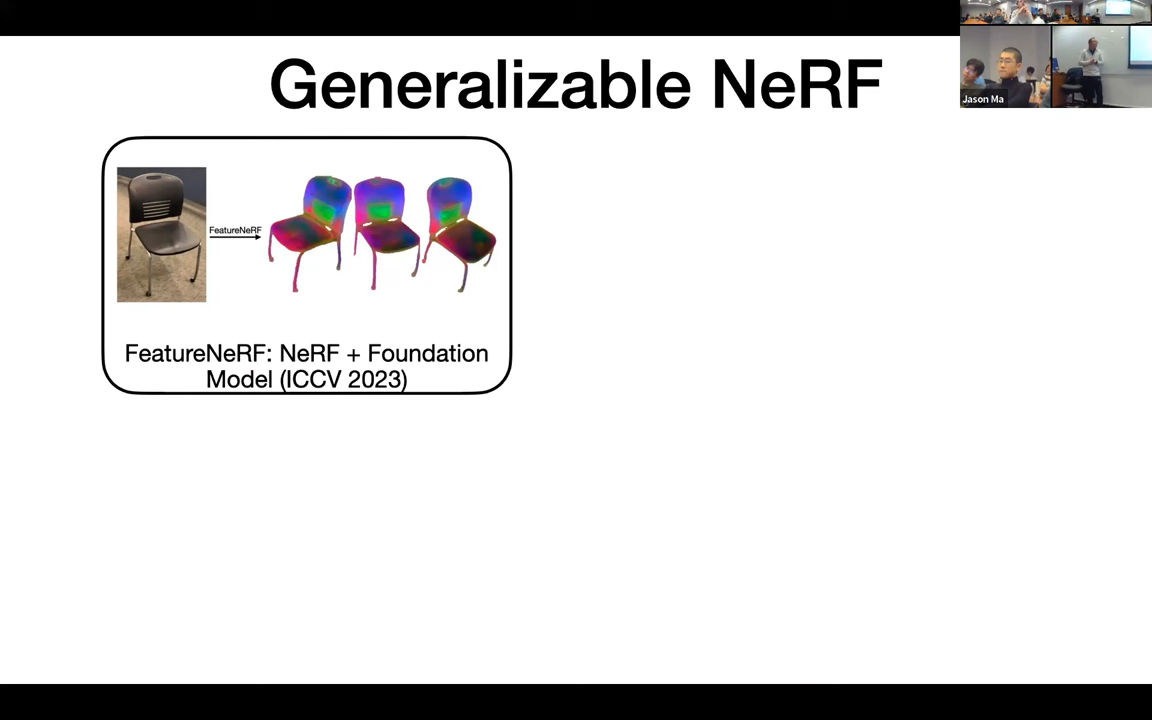 Generalizable NeRF
Jason Ma
FeatureNeRF
FeatureNeRF: NeRF + Foundation
Model (ICCV 2023)